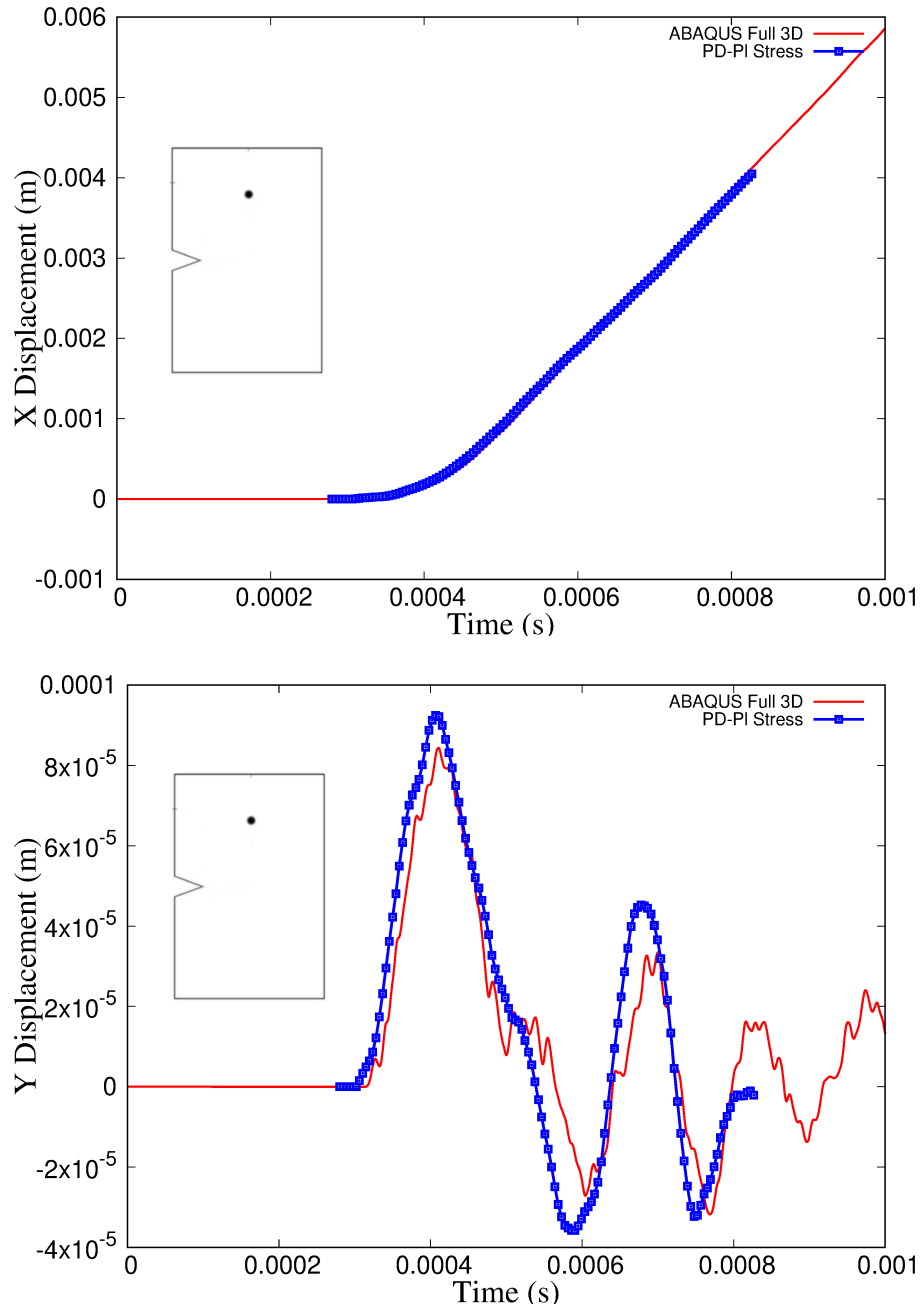 0.006
ABAQUS Full 3D
PD-Pl Stress
0.005
0.004
0.003
0.002
0.001
0
-0.001
X Displacement (m)
0 0.0002 0.0004 0.0006 0.0008 0.001
Time (s)
0.0001
ABAQUS Full 3D
PD-Pl Stress
8x10⁻⁵
6x10⁻⁵
4x10⁻⁵
2x10⁻⁵
0
-2x10⁻⁵
-4x10⁻⁵
Y Displacement (m)
0 0.0002 0.0004 0.0006 0.0008 0.001
Time (s)